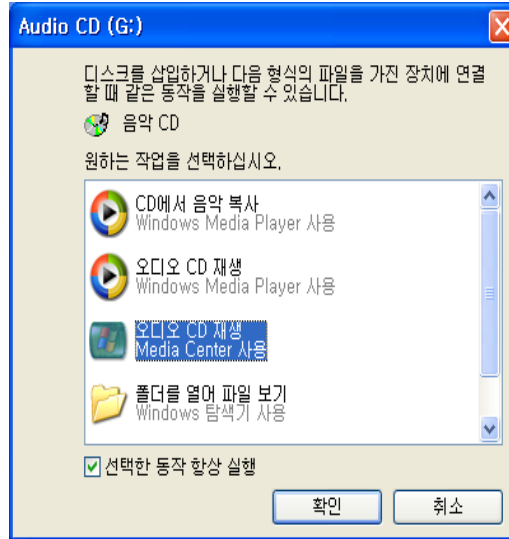 Audio CD (G:)
디스크를 삽입하거나 다음 형식의 파일을 가진 장치에 연결
할 때 같은 동작을 실행할 수 있습니다.
음악 CD
원하는 작업을 선택하십시오.
CD에서 음악 복사
Windows Media Player 사용
오디오 CD 재생
Windows Media Player 사용
오디오 CD 재생
Media Center 사용
폴더를 열어 파일 보기
Windows 탐색기 사용
선택한 동작 항상 실행
확인
취소